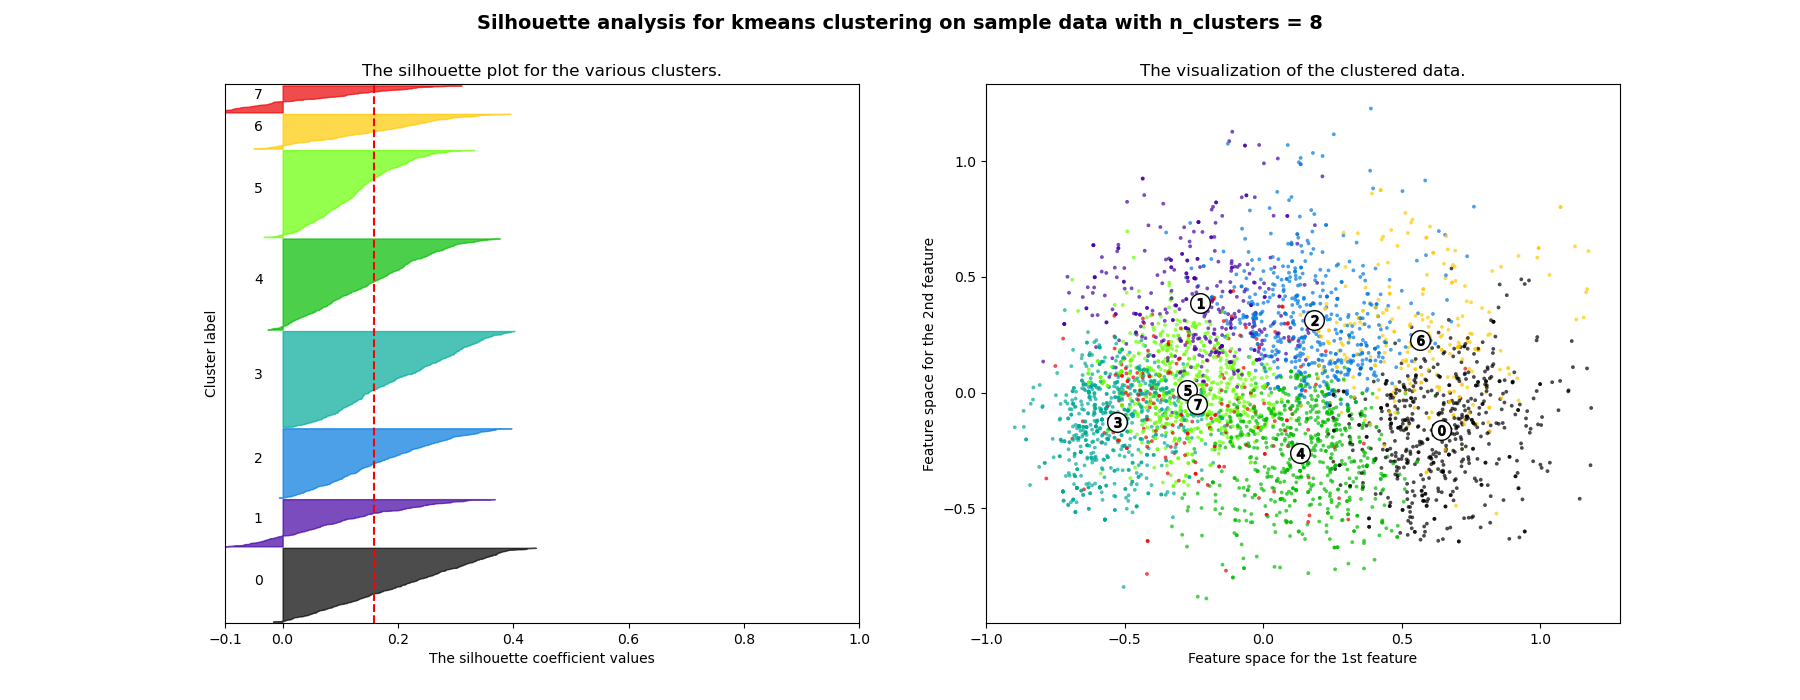 Silhouette analysis for kmeans clustering on sample data with n_clusters = 8
The silhouette plot for the various clusters.
7
6
5
4
3
2
1
0
Cluster label
−0.1 0.0 0.2 0.4 0.6 0.8 1.0
The silhouette coefficient values
The visualization of the clustered data.
1.0
0.5
0.0
−0.5
Feature space for the 2nd feature
1
2
6
5
7
3
0
4
−1.0 −0.5 0.0 0.5 1.0
Feature space for the 1st feature